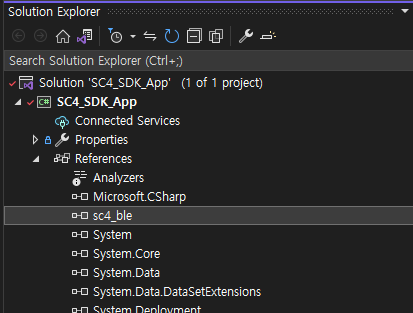 Solution Explorer
Search Solution Explorer (Ctrl+;)
Solution 'SC4_SDK_App' (1 of 1 project)
C# SC4_SDK_App
Connected Services
Properties
References
Analyzers
Microsoft.CSharp
sc4_ble
System
System.Core
System.Data
System.Data.DataSetExtensions
System.Deployment